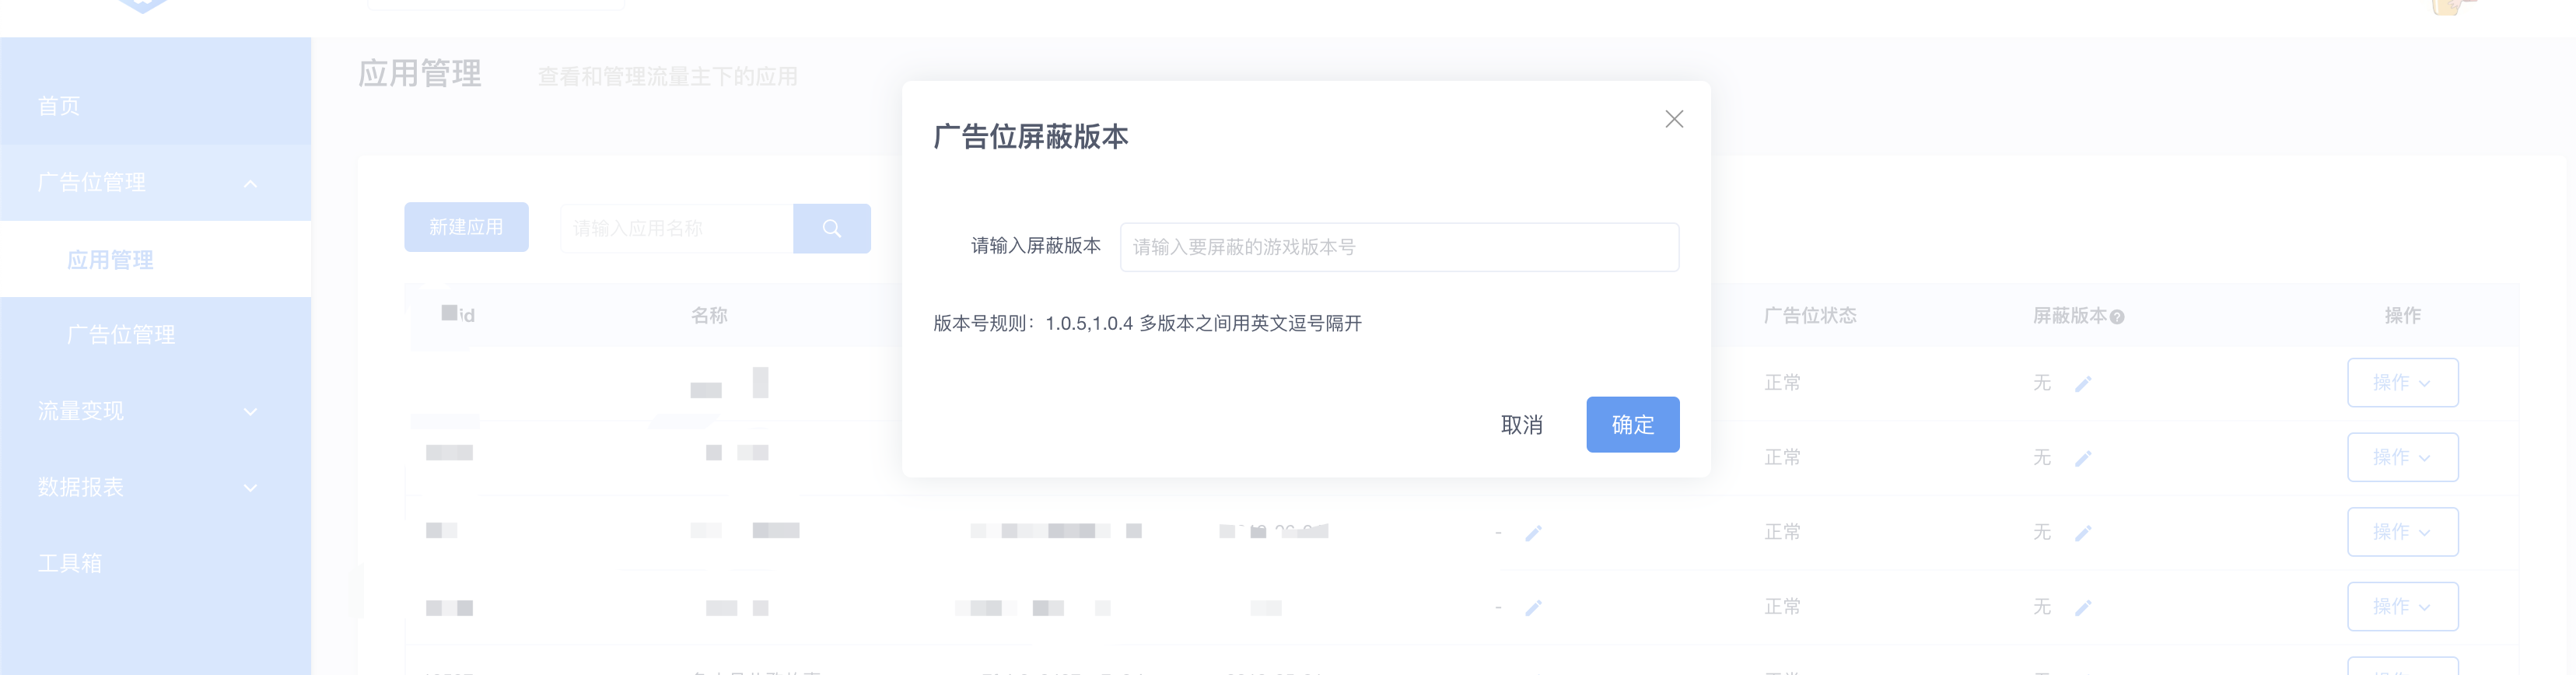 应用管理 查看和管理流量主下的应用
首页
广告位管理
应用管理
广告位管理
流量变现
数据报表
工具箱
新建应用 请输入应用名称
id 名称 广告位状态 屏蔽版本 操作
正常 无 操作
正常 无 操作
- 正常 无 操作
- 正常 无 操作
广告位屏蔽版本
请输入屏蔽版本 请输入要屏蔽的游戏版本号
版本号规则：1.0.5,1.0.4 多版本之间用英文逗号隔开
取消 确定